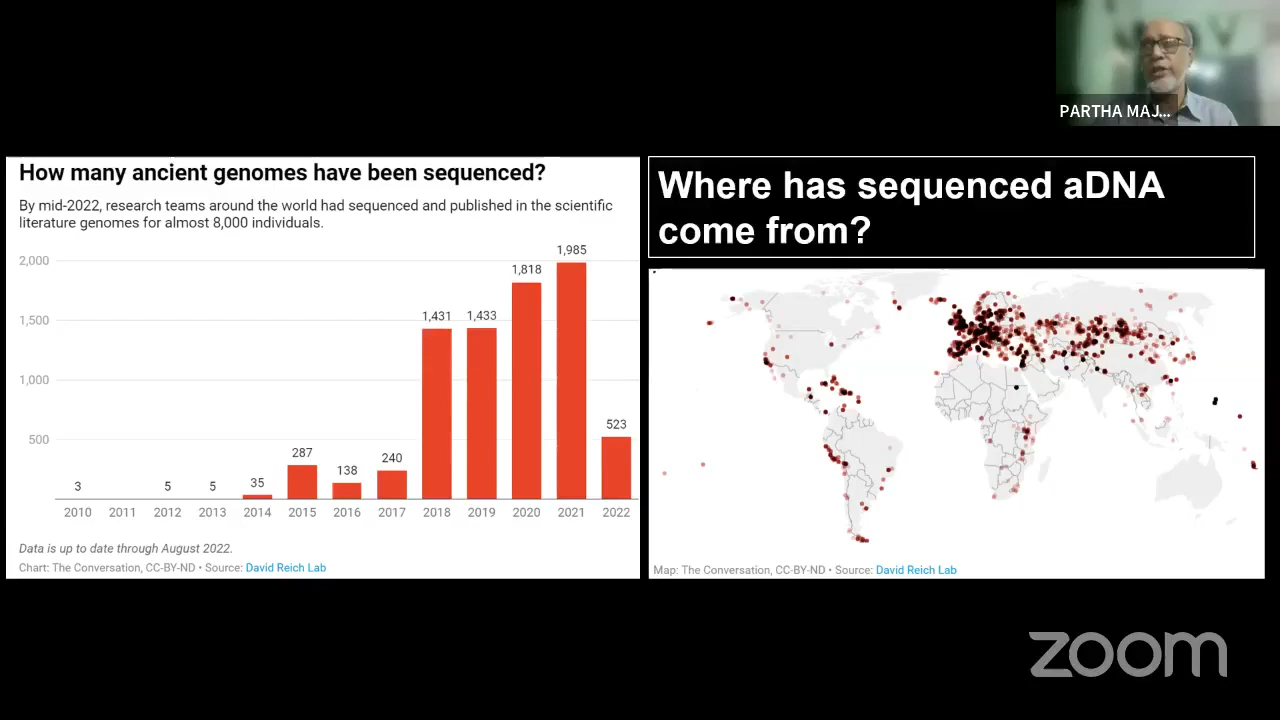 PARTHA MAJ...
How many ancient genomes have been sequenced?
By mid-2022, research teams around the world had sequenced and published in the scientific
literature genomes for almost 8,000 individuals.
2,000
1,500
1,000
500
3
5
5
35
287
138
240
1,431
1,433
1,818
1,985
523
2010 2011 2012 2013 2014 2015 2016 2017 2018 2019 2020 2021 2022
Data is up to date through August 2022.
Chart: The Conversation, CC-BY-ND • Source: David Reich Lab
Where has sequenced aDNA
come from?
Map: The Conversation, CC-BY-ND • Source: David Reich Lab
zoom